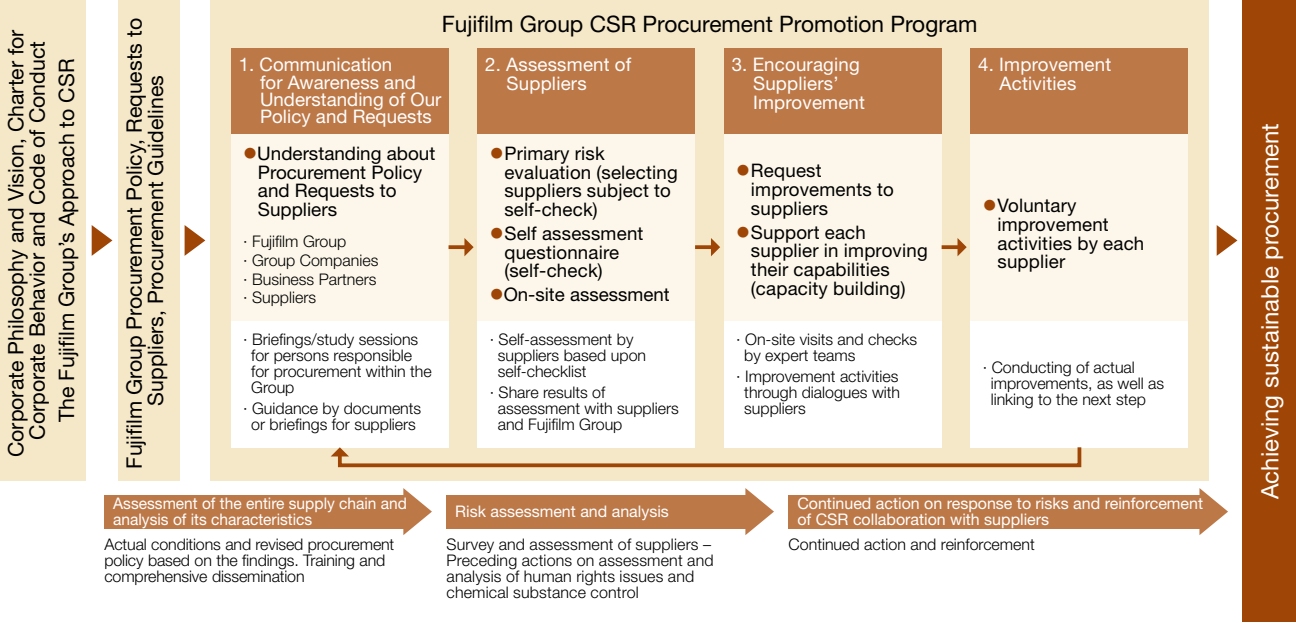 Corporate Philosophy and Vision, Charter for
Corporate Behavior and Code of Conduct
The Fujifilm Group's Approach to CSR
Fujifilm Group Procurement Policy, Requests to
Suppliers, Procurement Guidelines
Fujifilm Group CSR Procurement Promotion Program
1. Communication
for Awareness and
Understanding of Our
Policy and Requests
●Understanding about
Procurement Policy
and Requests to
Suppliers
· Fujifilm Group
· Group Companies
· Business Partners
· Suppliers
· Briefings/study sessions
for persons responsible
for procurement within the
Group
· Guidance by documents
or briefings for suppliers
2. Assessment of
Suppliers
●Primary risk
evaluation (selecting
suppliers subject to
self-check)
●Self assessment
questionnaire
(self-check)
●On-site assessment
· Self-assessment by
suppliers based upon
self-checklist
· Share results of
assessment with suppliers
and Fujifilm Group
3. Encouraging
Suppliers'
Improvement
●Request
improvements to
suppliers
●Support each
supplier in improving
their capabilities
(capacity building)
· On-site visits and checks
by expert teams
· Improvement activities
through dialogues with
suppliers
4. Improvement
Activities
●Voluntary
improvement
activities by each
supplier
· Conducting of actual
improvements, as well as
linking to the next step
Achieving sustainable procurement
Assessment of the entire supply chain and
analysis of its characteristics
Actual conditions and revised procurement
policy based on the findings. Training and
comprehensive dissemination
Risk assessment and analysis
Survey and assessment of suppliers –
Preceding actions on assessment and
analysis of human rights issues and
chemical substance control
Continued action on response to risks and reinforcement
of CSR collaboration with suppliers
Continued action and reinforcement